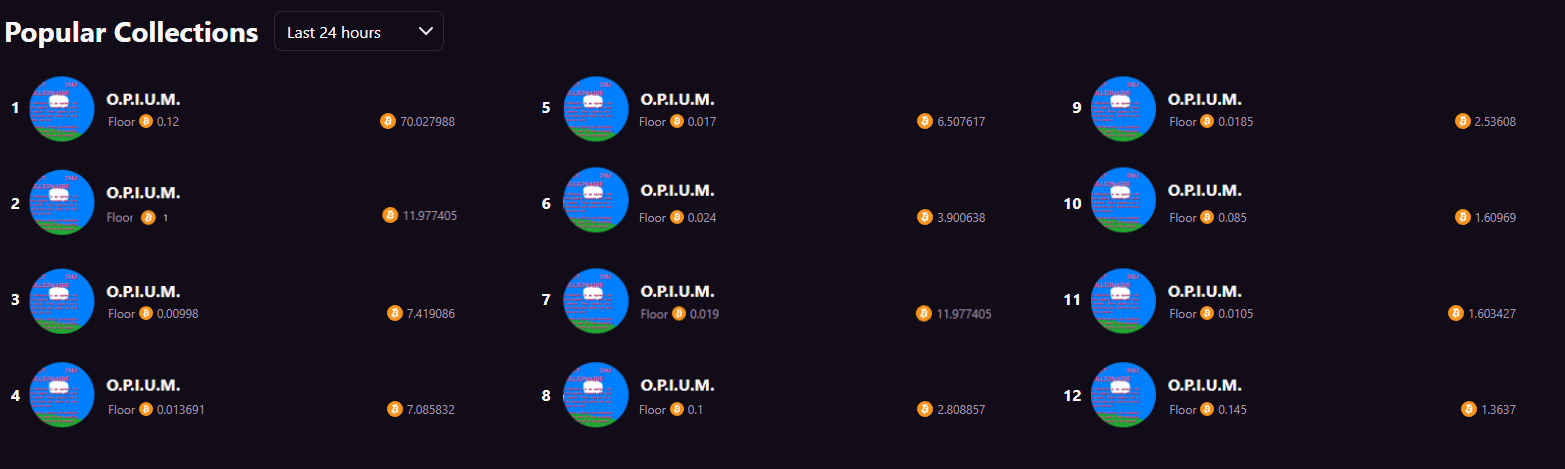 Popular Collections
Last 24 hours
1
O.P.I.U.M.
Floor 0.12
70.027988
2
O.P.I.U.M.
Floor 1
11.977405
3
O.P.I.U.M.
Floor 0.00998
7.419086
4
O.P.I.U.M.
Floor 0.013691
7.085832
5
O.P.I.U.M.
Floor 0.017
6.507617
6
O.P.I.U.M.
Floor 0.024
3.900638
7
O.P.I.U.M.
Floor 0.019
11.977405
8
O.P.I.U.M.
Floor 0.1
2.808857
9
O.P.I.U.M.
Floor 0.0185
2.53608
10
O.P.I.U.M.
Floor 0.085
1.60969
11
O.P.I.U.M.
Floor 0.0105
1.603427
12
O.P.I.U.M.
Floor 0.145
1.3637